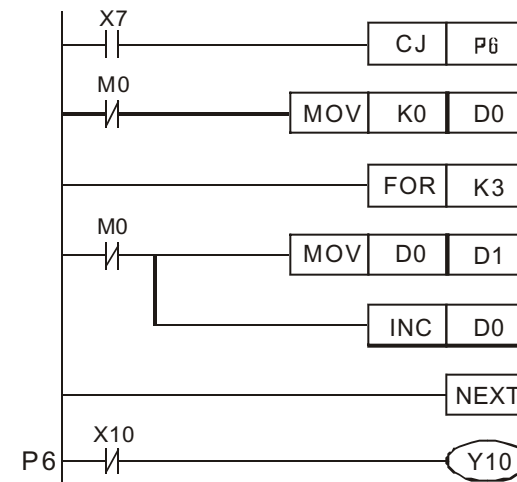 X7
CJ P6
M0
MOV K0 D0
FOR K3
M0
MOV D0 D1
INC D0
NEXT
X10
P6 Y10